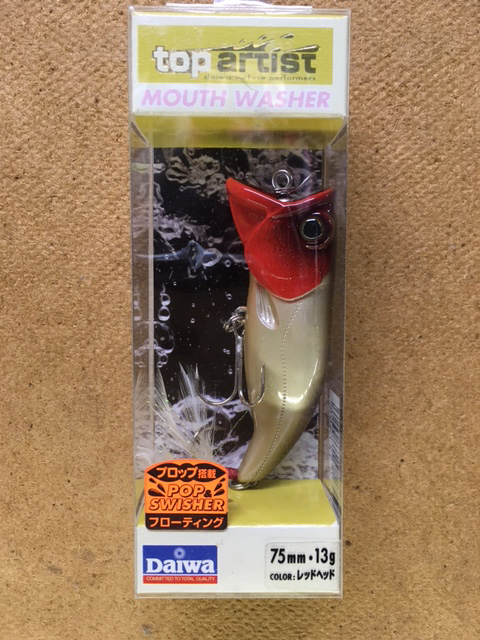 top artist
daiwa surface performers
MOUTH WASHER
プロップ搭載
POP &
SWISHER
フローティング
Daiwa
COMMITTED TO TOTAL QUALITY
75mm・13g
COLOR: レッドヘッド